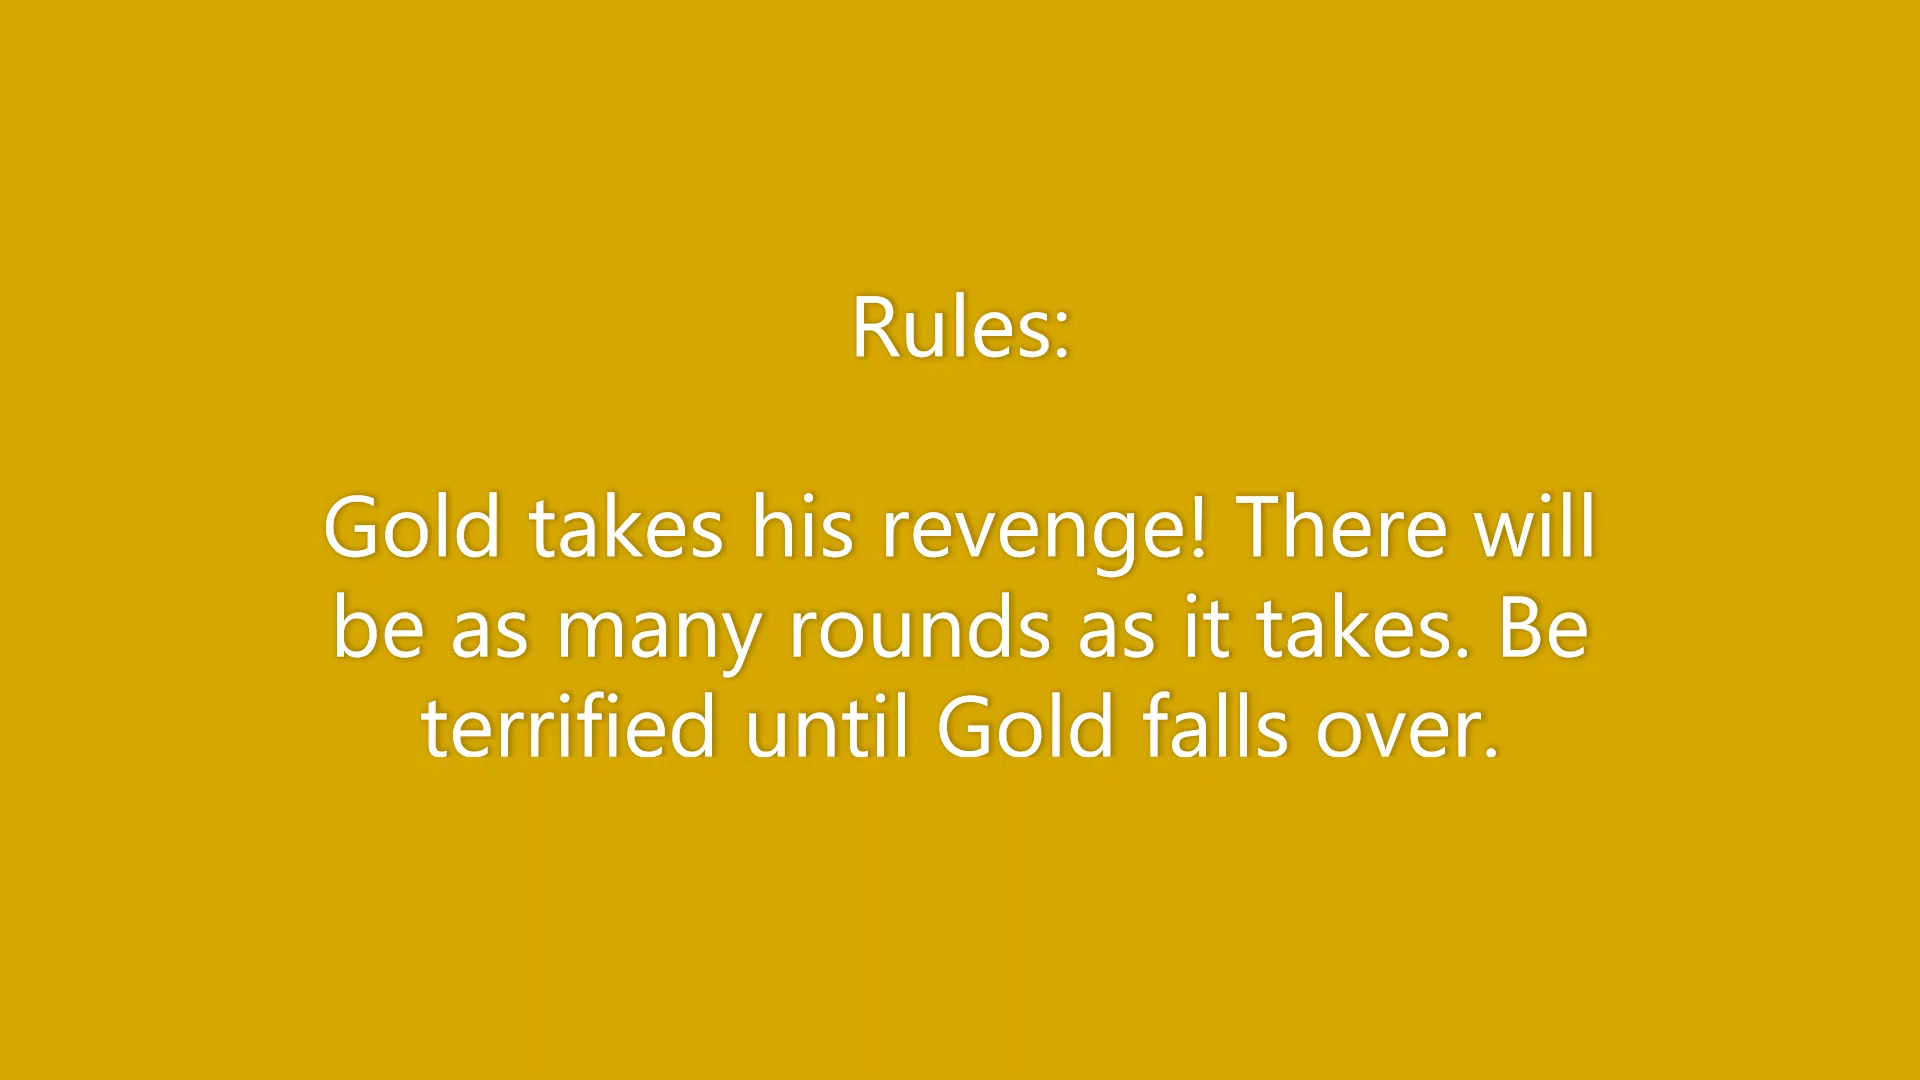 Rules:
Gold takes his revenge! There will
be as many rounds as it takes. Be
terrified until Gold falls over.